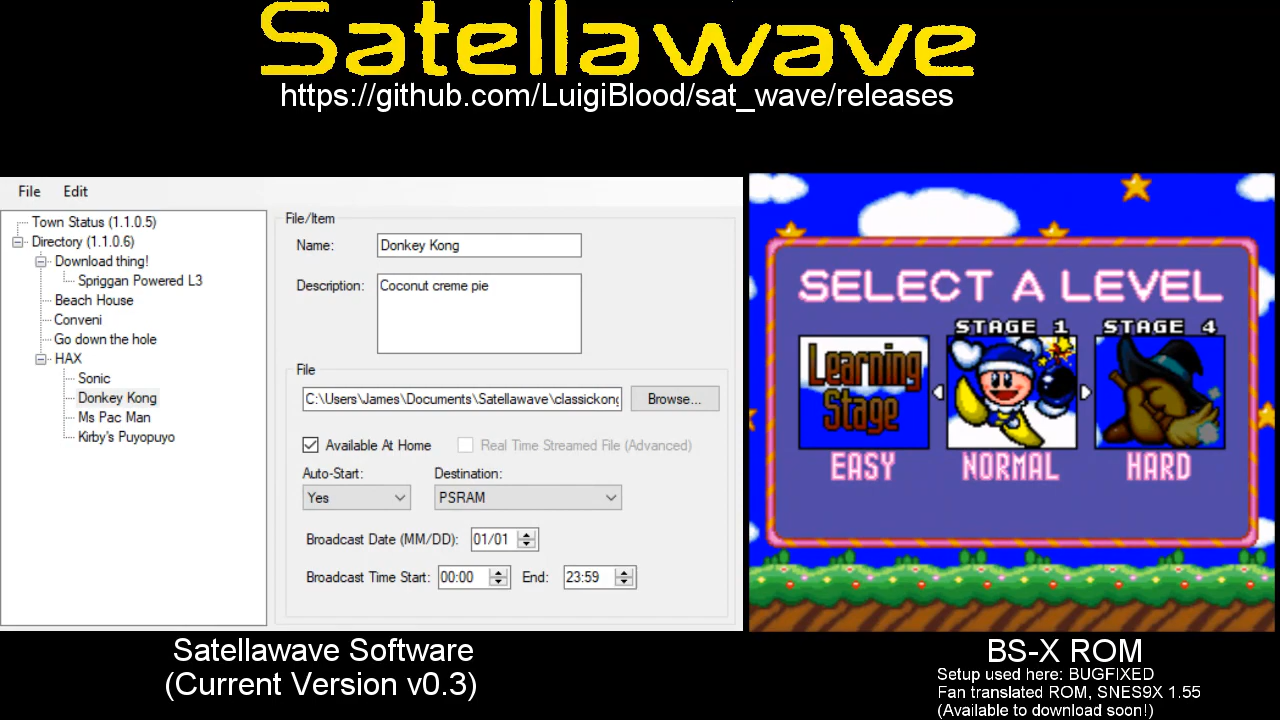 Satellawave
https://github.com/LuigiBlood/sat_wave/releases
File Edit
Town Status (1.1.0.5)
Directory (1.1.0.6)
Download thing!
Spriggan Powered L3
Beach House
Conveni
Go down the hole
HAX
Sonic
Donkey Kong
Ms Pac Man
Kirby's Puyopuyo
File/Item
Name: Donkey Kong
Description: Coconut creme pie
File
C:\Users\James\Documents\Satellawave\classickong Browse...
Available At Home Real Time Streamed File (Advanced)
Auto-Start: Destination:
Yes PSRAM
Broadcast Date (MM/DD): 01/01
Broadcast Time Start: 00:00 End: 23:59
SELECT A LEVEL
STAGE 1 STAGE 4
Learning
Stage
EASY NORMAL HARD
Satellawave Software
(Current Version v0.3)
BS-X ROM
Setup used here: BUGFIXED
Fan translated ROM, SNES9X 1.55
(Available to download soon!)